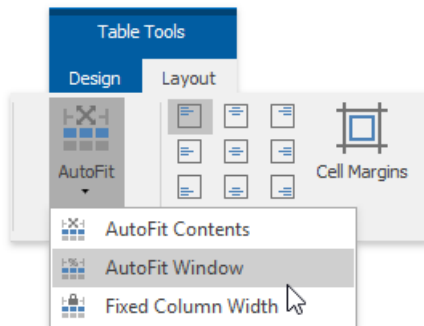 Table Tools
Design Layout
AutoFit
Cell Margins
AutoFit Contents
AutoFit Window
Fixed Column Width